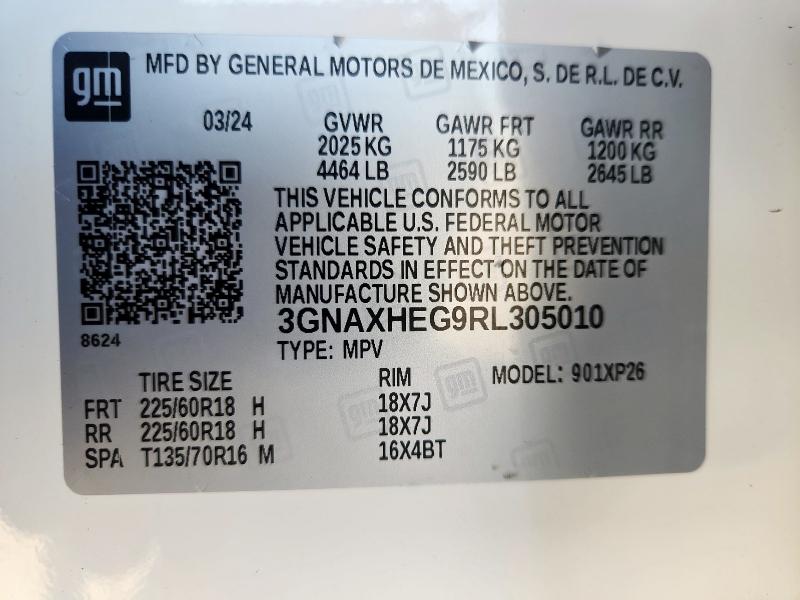 gm MFD BY GENERAL MOTORS DE MEXICO, S. DE R.L. DE C.V.
03/24 GVWR GAWR FRT GAWR RR
2025 KG 1175 KG 1200 KG
4464 LB 2590 LB 2645 LB
THIS VEHICLE CONFORMS TO ALL
APPLICABLE U.S. FEDERAL MOTOR
VEHICLE SAFETY AND THEFT PREVENTION
STANDARDS IN EFFECT ON THE DATE OF
MANUFACTURE SHOWN ABOVE.
3GNAXHEG9RL305010
8624
TYPE: MPV
TIRE SIZE RIM MODEL: 901XP26
FRT 225/60R18 H 18X7J
RR 225/60R18 H 18X7J
SPA T135/70R16 M 16X4BT